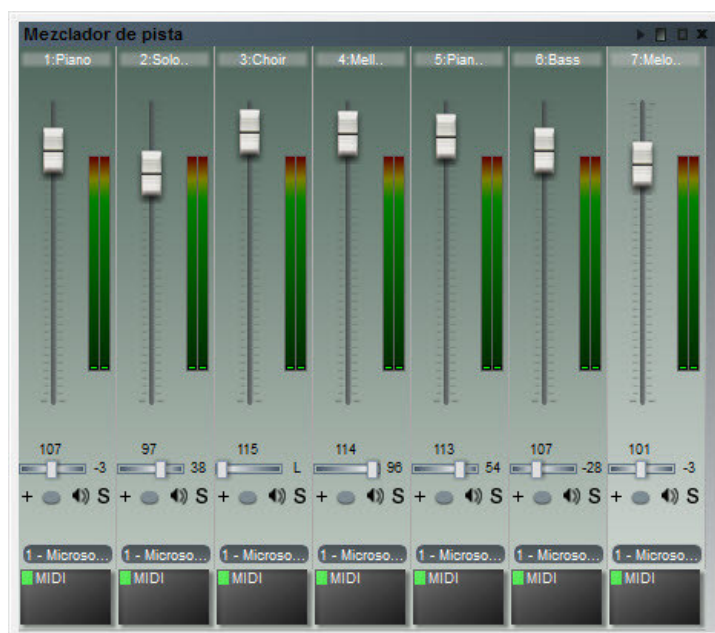 Mezclador de pista
1:Piano 2:Solo.. 3:Choir 4:Mell.. 5:Pian.. 6:Bass 7:Melo..
107 97 115 114 113 107 101
-3 38 L 96 54 -28 -3
+ S + S + S + S + S + S + S
1 - Microso... 1 - Microso... 1 - Microso... 1 - Microso... 1 - Microso... 1 - Microso... 1 - Microso...
MIDI MIDI MIDI MIDI MIDI MIDI MIDI